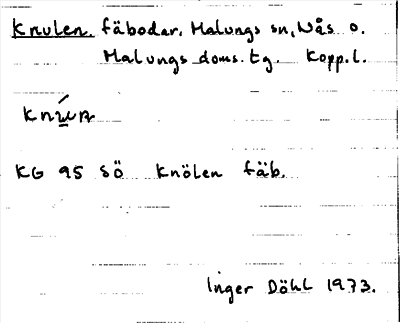 Knulen, fäbodar, Malungs sn, Nås o.
Malungs doms.tg. Kopp.l.
KG 95 SÖ Knölen fäb.
Inger Döhl 1973.